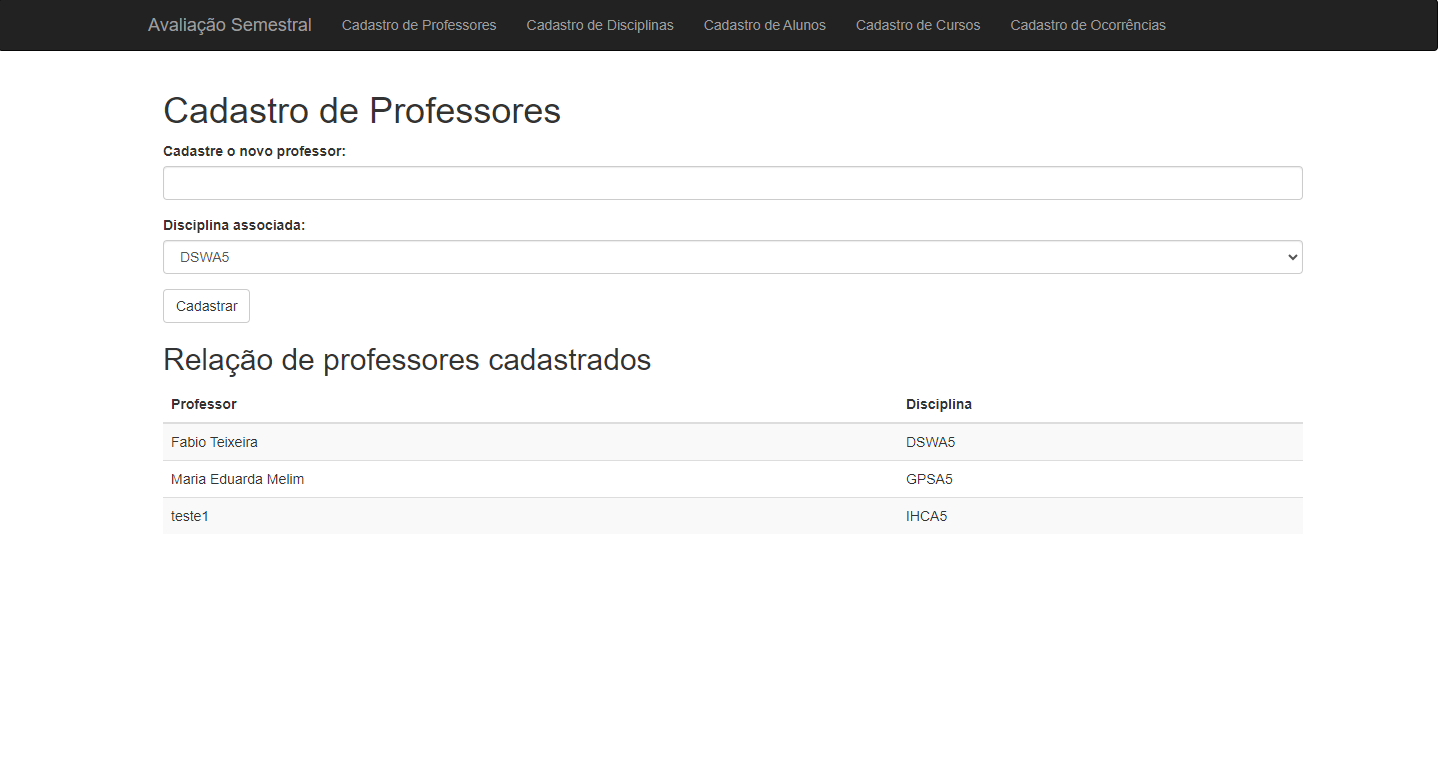 Avaliação Semestral Cadastro de Professores Cadastro de Disciplinas Cadastro de Alunos Cadastro de Cursos Cadastro de Ocorrências
Cadastro de Professores
Cadastre o novo professor:
Disciplina associada:
DSWA5
Cadastrar
Relação de professores cadastrados
Professor Disciplina
Fabio Teixeira DSWA5
Maria Eduarda Melim GPSA5
teste1 IHCA5